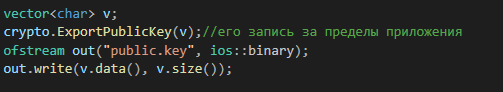 vector<char> v;
crypto.ExportPublicKey(v);//его запись за пределы приложения
ofstream out("public.key", ios::binary);
out.write(v.data(), v.size());